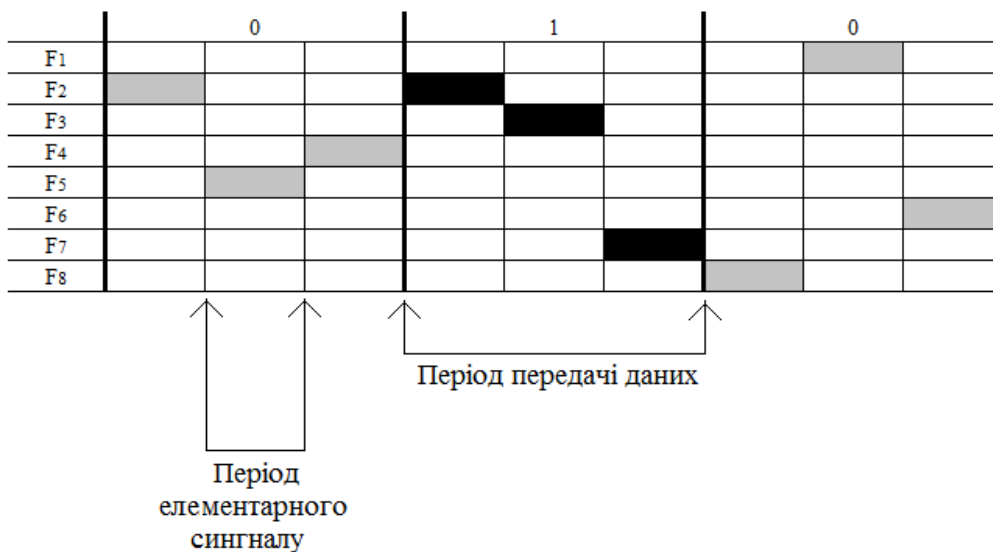 0 1 0
F1
F2
F3
F4
F5
F6
F7
F8
Період передачі даних
Період
елементарного
сингналу